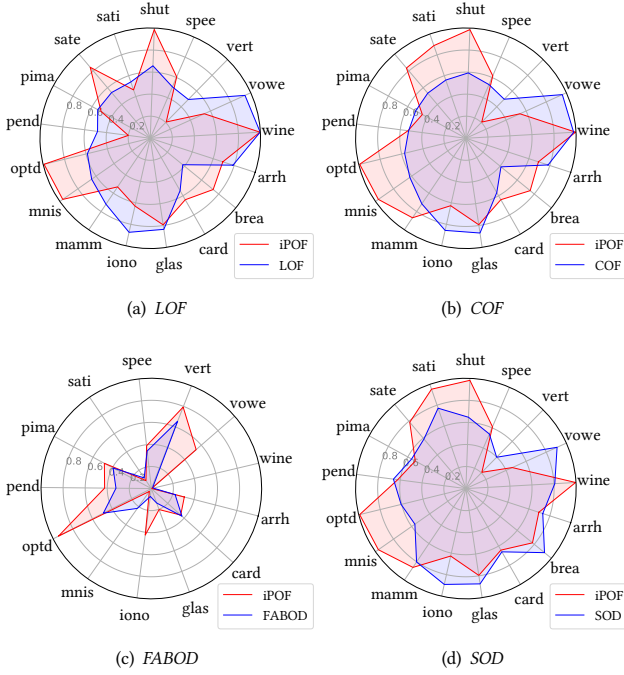 shut
spee
vert
vowe
wine
arrh
brea
card
glas
iono
mamm
mnis
optd
pend
pima
sate
sati
0.2
0.4
0.6
0.8
iPOF
LOF
(a) LOF
shut
spee
vert
vowe
wine
arrh
brea
card
glas
iono
mamm
mnis
optd
pend
pima
sate
sati
0.2
0.4
0.6
0.8
iPOF
COF
(b) COF
spee
vert
vowe
wine
arrh
card
glas
iono
mnis
optd
pend
pima
sati
0.4
0.6
0.8
iPOF
FABOD
(c) FABOD
shut
spee
vert
vowe
wine
arrh
brea
card
glas
iono
mamm
mnis
optd
pend
pima
sate
sati
0.2
0.4
0.6
0.8
iPOF
SOD
(d) SOD